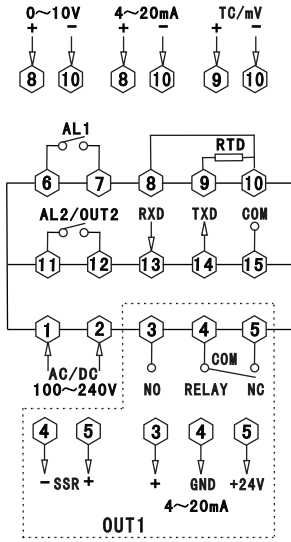 0～10V 4～20mA TC/mV
+ − + − + −
8 10 8 10 9 10
AL1 RTD
6 7 8 9 10
AL2/OUT2 RXD TXD COM
11 12 13 14 15
1 2 3 4 5
AC/DC COM
100～240V NO RELAY NC
4 5 3 4 5
− SSR + + GND +24V
4～20mA
OUT1